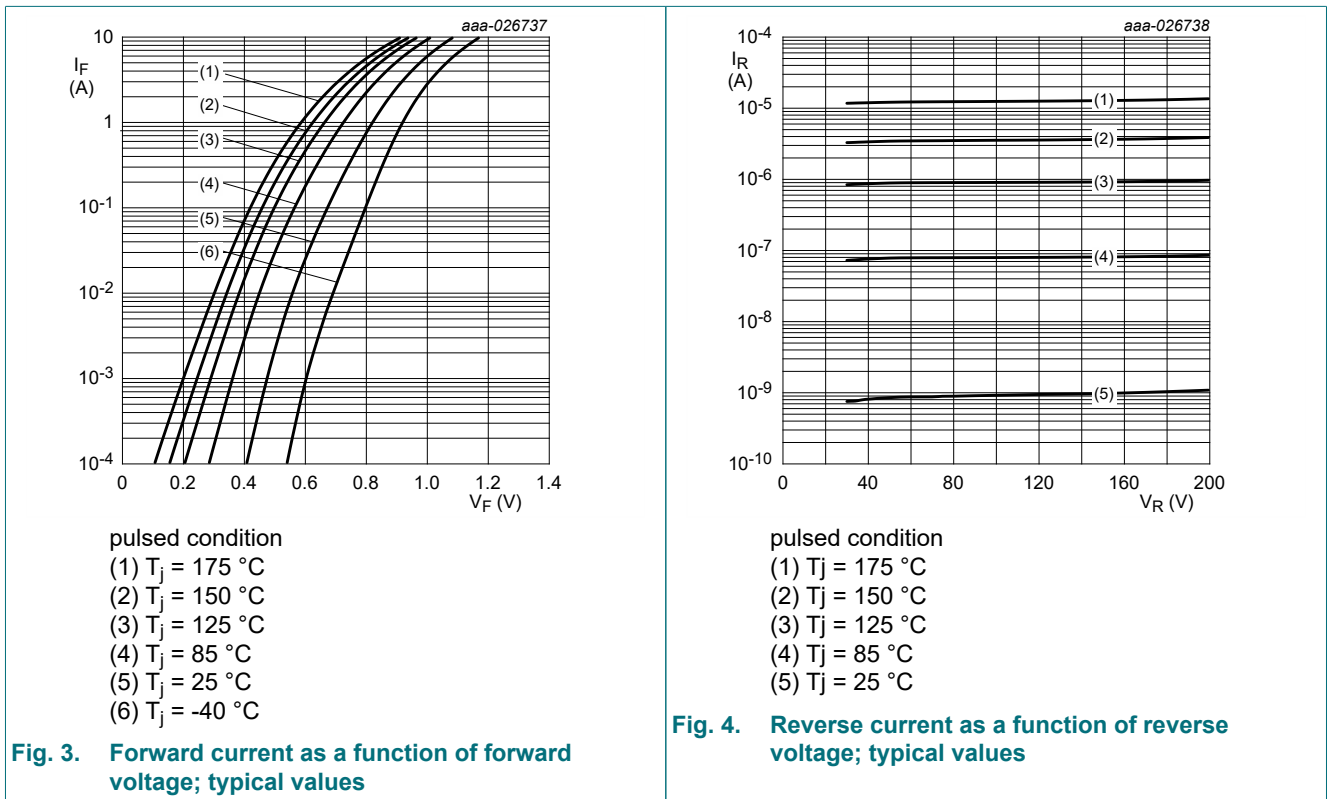 aaa-026737
10
1
10-1
10-2
10-3
10-4
IF
(A)
(1)
(2)
(3)
(4)
(5)
(6)
0 0.2 0.4 0.6 0.8 1.0 1.2 1.4
VF (V)
pulsed condition
(1) Tj = 175 °C
(2) Tj = 150 °C
(3) Tj = 125 °C
(4) Tj = 85 °C
(5) Tj = 25 °C
(6) Tj = -40 °C
Fig. 3. Forward current as a function of forward
voltage; typical values
aaa-026738
10-4
10-5
10-6
10-7
10-8
10-9
10-10
IR
(A)
(1)
(2)
(3)
(4)
(5)
0 40 80 120 160 200
VR (V)
pulsed condition
(1) Tj = 175 °C
(2) Tj = 150 °C
(3) Tj = 125 °C
(4) Tj = 85 °C
(5) Tj = 25 °C
Fig. 4. Reverse current as a function of reverse
voltage; typical values